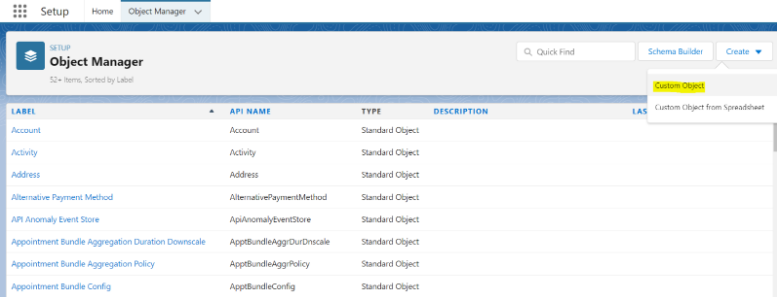 Setup Home Object Manager
SETUP
Object Manager
52+ Items, Sorted by Label
Quick Find
Schema Builder
Create
Custom Object
Custom Object from Spreadsheet
LABEL API NAME TYPE DESCRIPTION LAS
Account Account Standard Object
Activity Activity Standard Object
Address Address Standard Object
Alternative Payment Method AlternativePaymentMethod Standard Object
API Anomaly Event Store ApiAnomalyEventStore Standard Object
Appointment Bundle Aggregation Duration Downscale ApptBundleAggrDurDnscale Standard Object
Appointment Bundle Aggregation Policy ApptBundleAggrPolicy Standard Object
Appointment Bundle Config ApptBundleConfig Standard Object